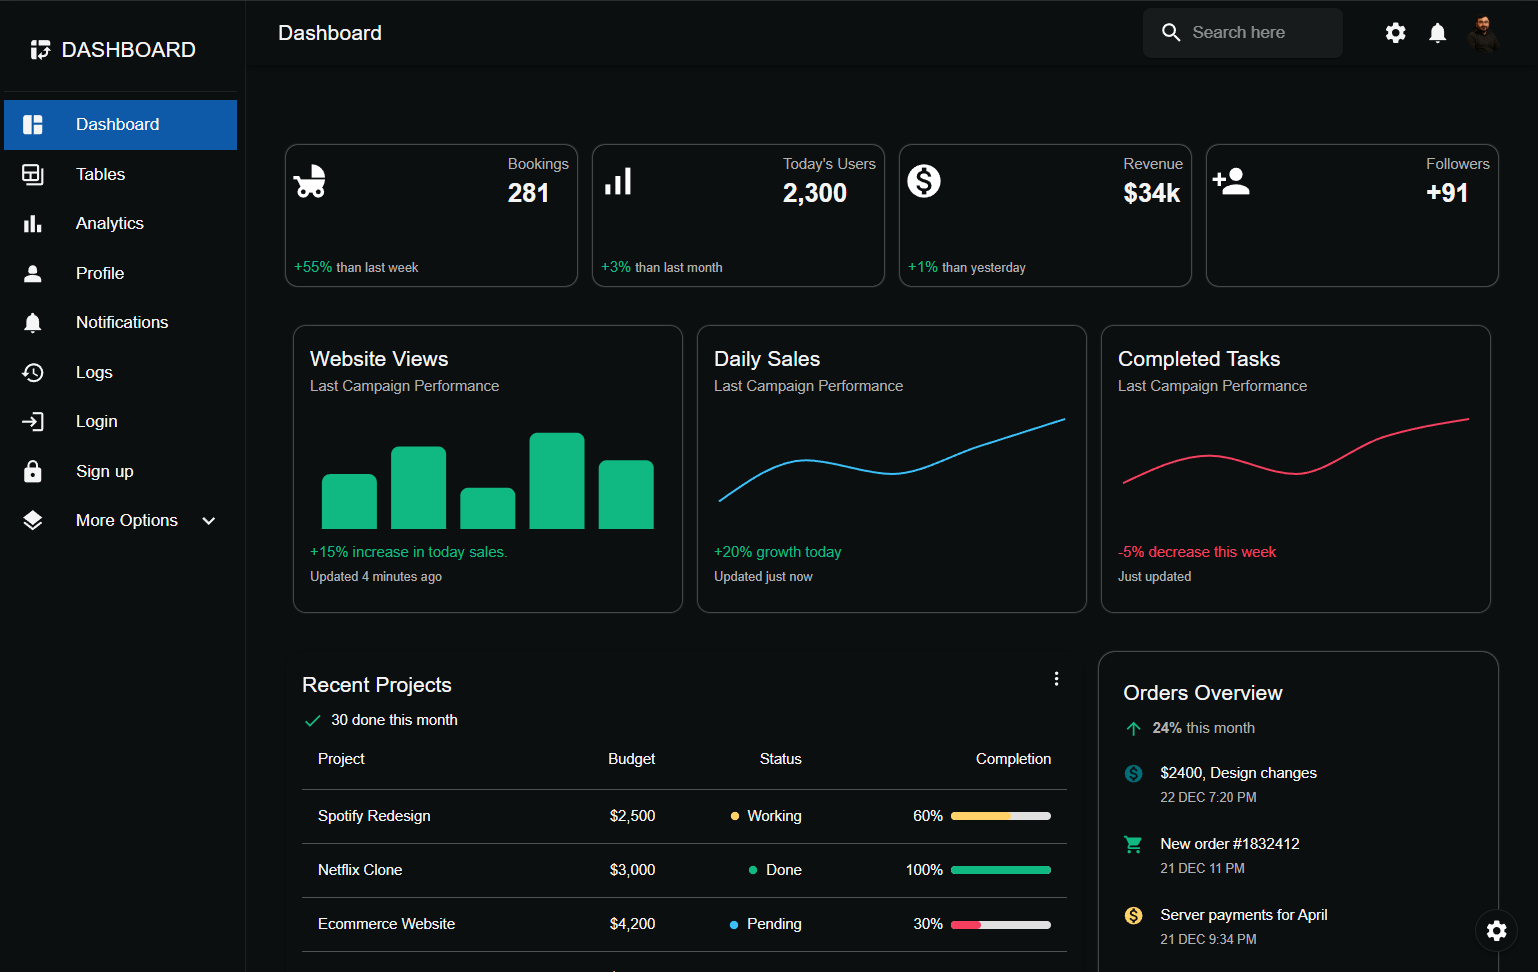 DASHBOARD
Dashboard
Tables
Analytics
Profile
Notifications
Logs
Login
Sign up
More Options
Dashboard
Search here
Bookings
281
+55% than last week
Today's Users
2,300
+3% than last month
Revenue
$34k
+1% than yesterday
Followers
+91
Website Views
Last Campaign Performance
+15% increase in today sales.
Updated 4 minutes ago
Daily Sales
Last Campaign Performance
+20% growth today
Updated just now
Completed Tasks
Last Campaign Performance
-5% decrease this week
Just updated
Recent Projects
30 done this month
Project Budget Status Completion
Spotify Redesign $2,500 Working 60%
Netflix Clone $3,000 Done 100%
Ecommerce Website $4,200 Pending 30%
Orders Overview
24% this month
$2400, Design changes
22 DEC 7:20 PM
New order #1832412
21 DEC 11 PM
Server payments for April
21 DEC 9:34 PM